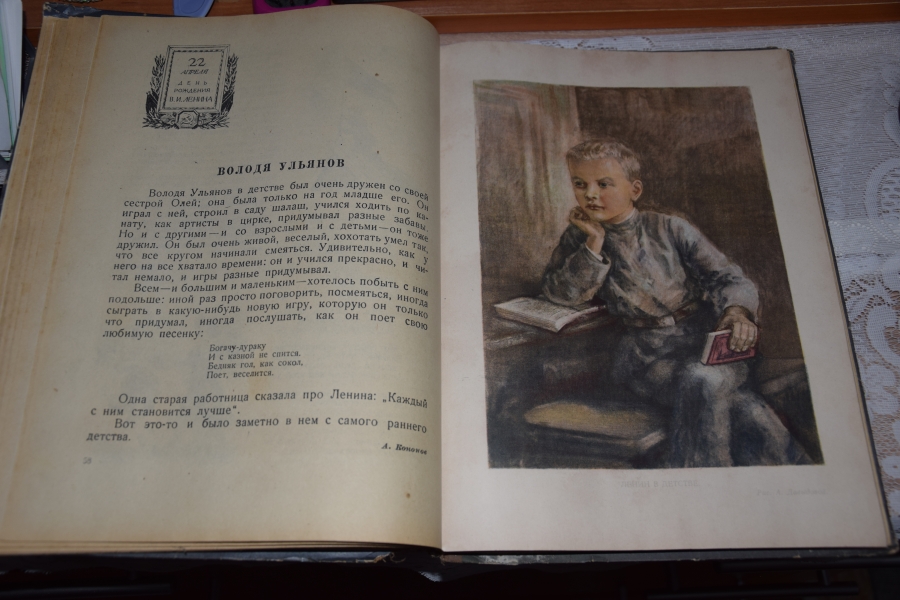 22
АПРЕЛЯ
ДЕНЬ
РОЖДЕНИЯ
В. И. ЛЕНИНА
ВОЛОДЯ УЛЬЯНОВ
Володя Ульянов в детстве был очень дружен со своей
сестрой Олей; она была только на год младше его. Он
играл с ней, строил в саду шалаш, учился ходить по ка-
нату, как артисты в цирке, придумывал разные забавы.
Но и с другими — и со взрослыми и с детьми — он тоже
дружил. Он был очень живой, веселый, хохотать умел так,
что все кругом начинали смеяться. Удивительно, как у
него на все хватало времени: он и учился прекрасно, и чи-
тал немало, и игры разные придумывал.
Всем — и большим и маленьким — хотелось побыть с ним
подольше: иной раз просто поговорить, посмеяться, иногда
сыграть в какую-нибудь новую игру, которую он только
что придумал, иногда послушать, как он поет свою
любимую песенку:
Богачу-дураку
И с казной не спится.
Бедняк гол, как сокол,
Поет, веселится.
Одна старая работница сказала про Ленина: „Каждый
с ним становится лучше".
Вот это-то и было заметно в нем с самого раннего
детства.
А. Кононов
ЛЕНИН В ДЕТСТВЕ